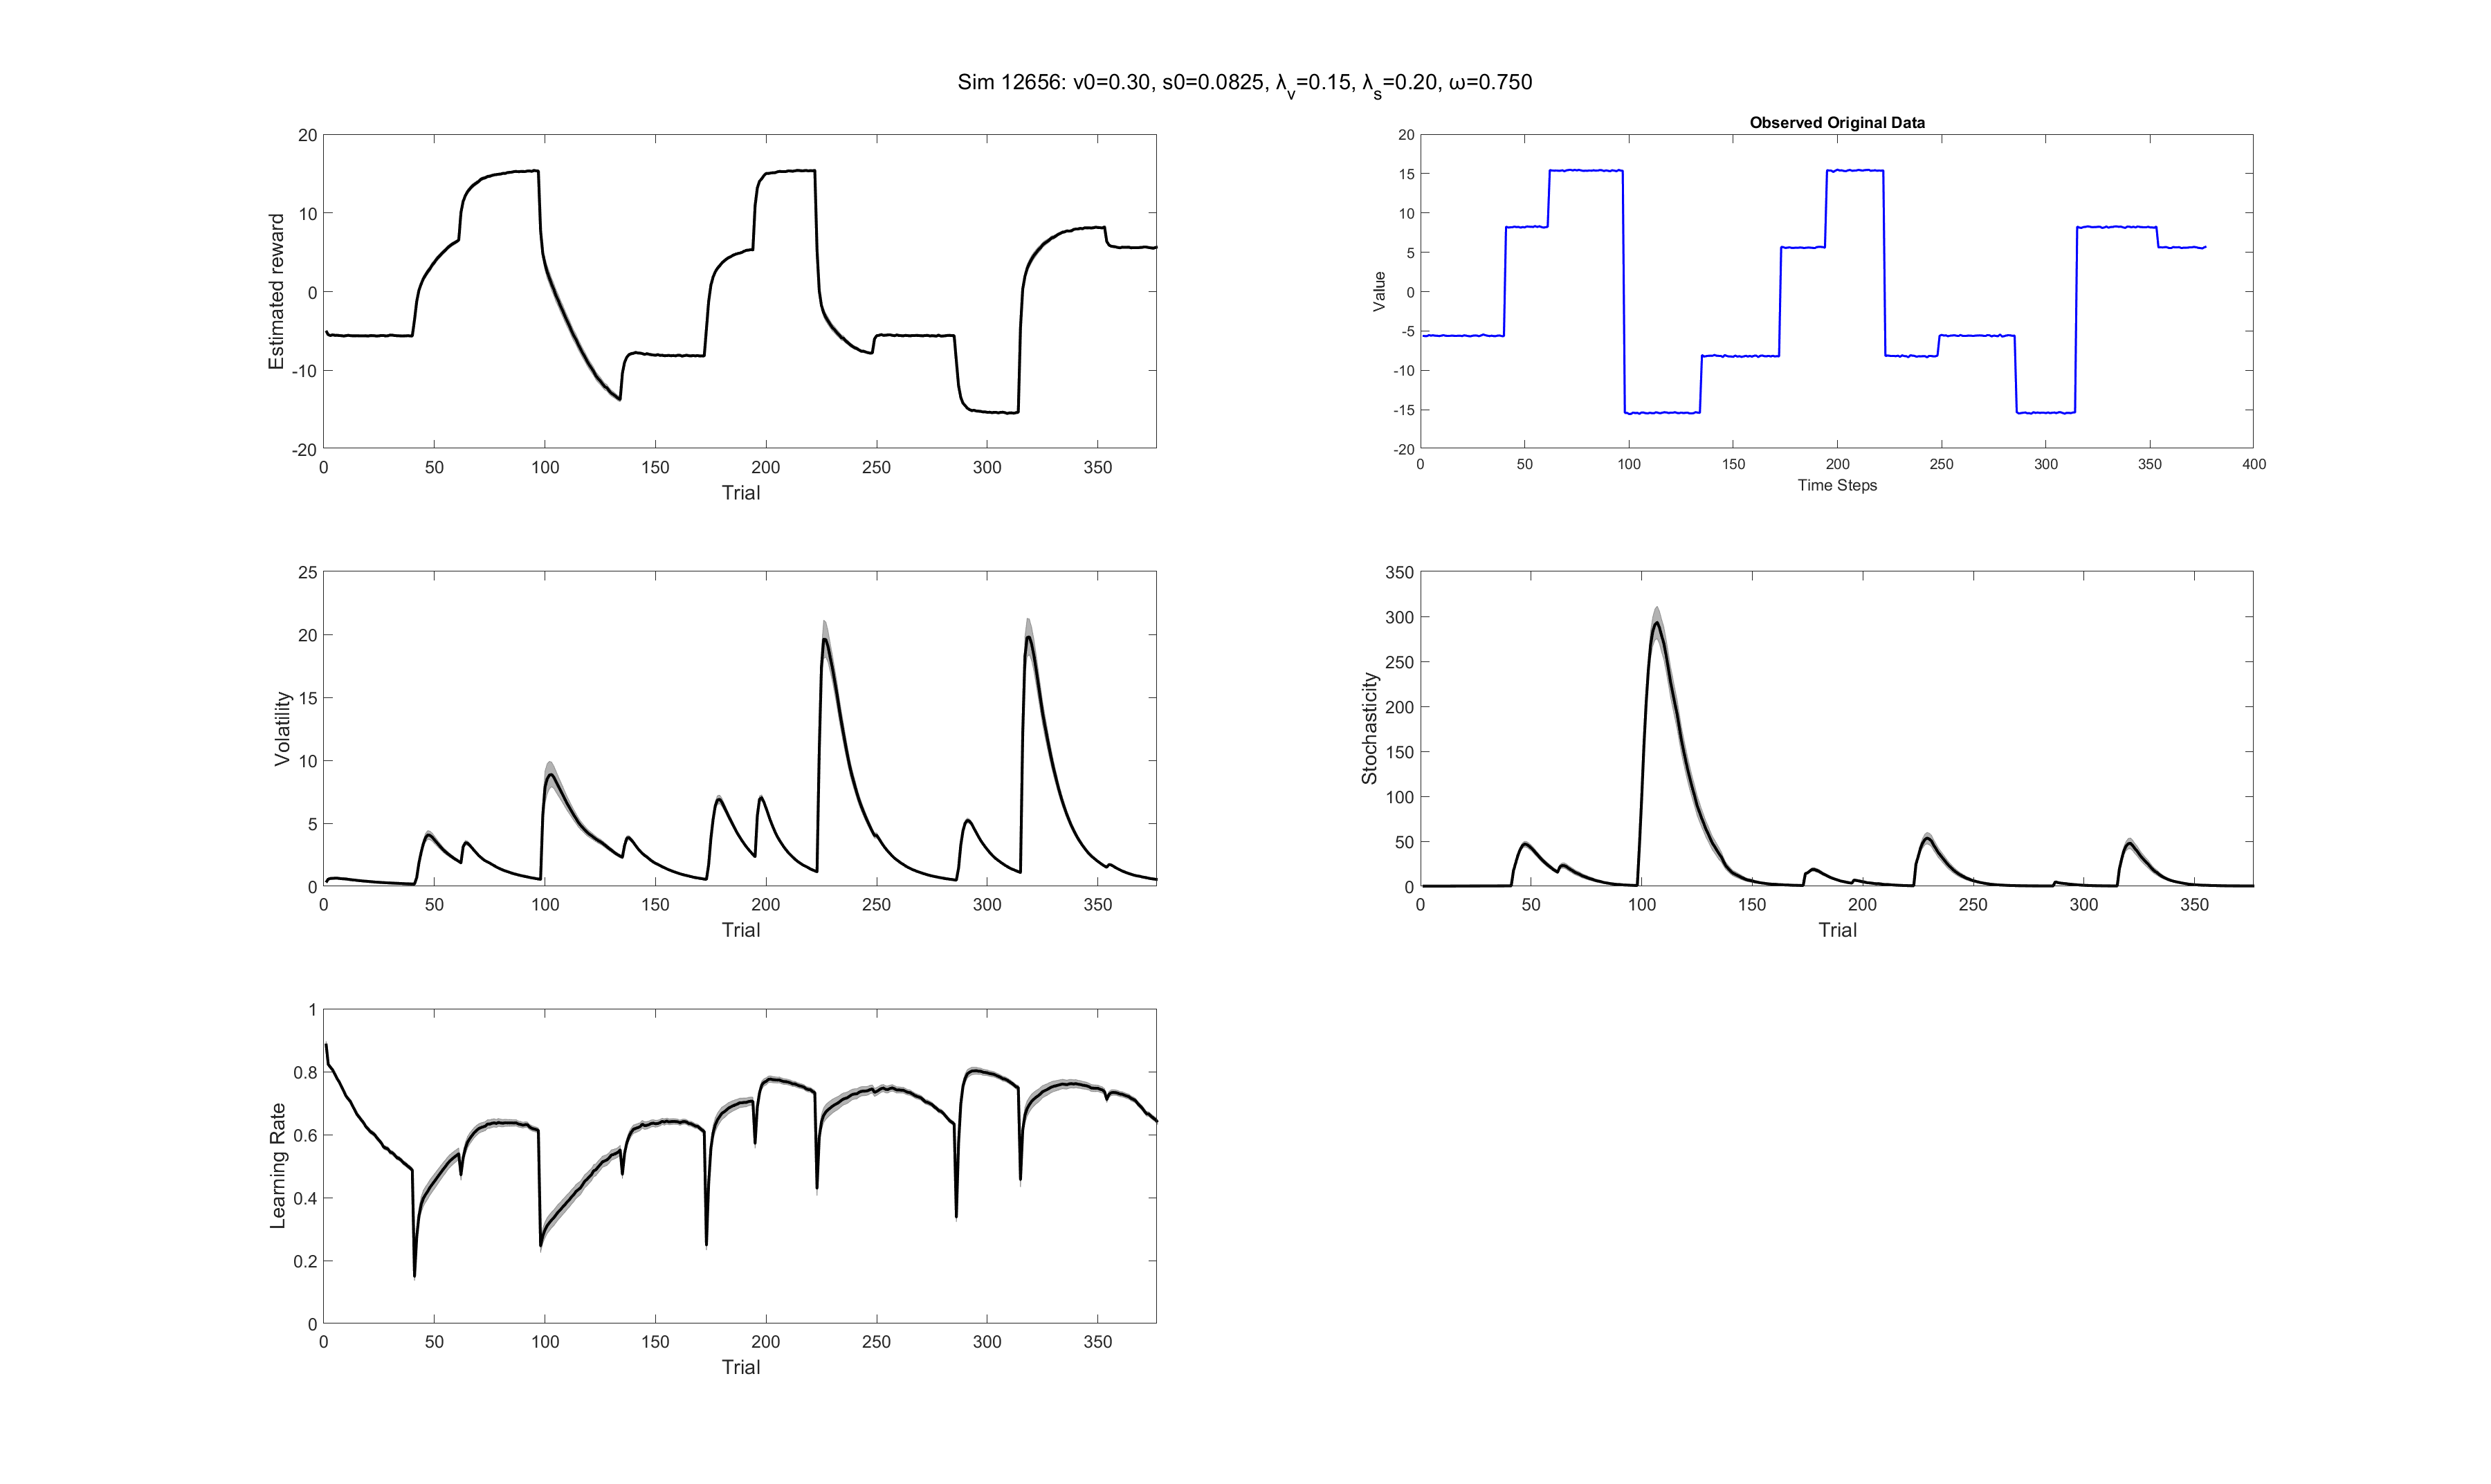 Sim 12656: v0=0.30, s0=0.0825, λv=0.15, λs=0.20, ω=0.750
20
10
0
-10
-20
Estimated reward
0 50 100 150 200 250 300 350
Trial
Observed Original Data
20
15
10
5
0
-5
-10
-15
-20
Value
0 50 100 150 200 250 300 350 400
Time Steps
25
20
15
10
5
0
Volatility
0 50 100 150 200 250 300 350
Trial
350
300
250
200
150
100
50
0
Stochasticity
0 50 100 150 200 250 300 350
Trial
1
0.8
0.6
0.4
0.2
0
Learning Rate
0 50 100 150 200 250 300 350
Trial